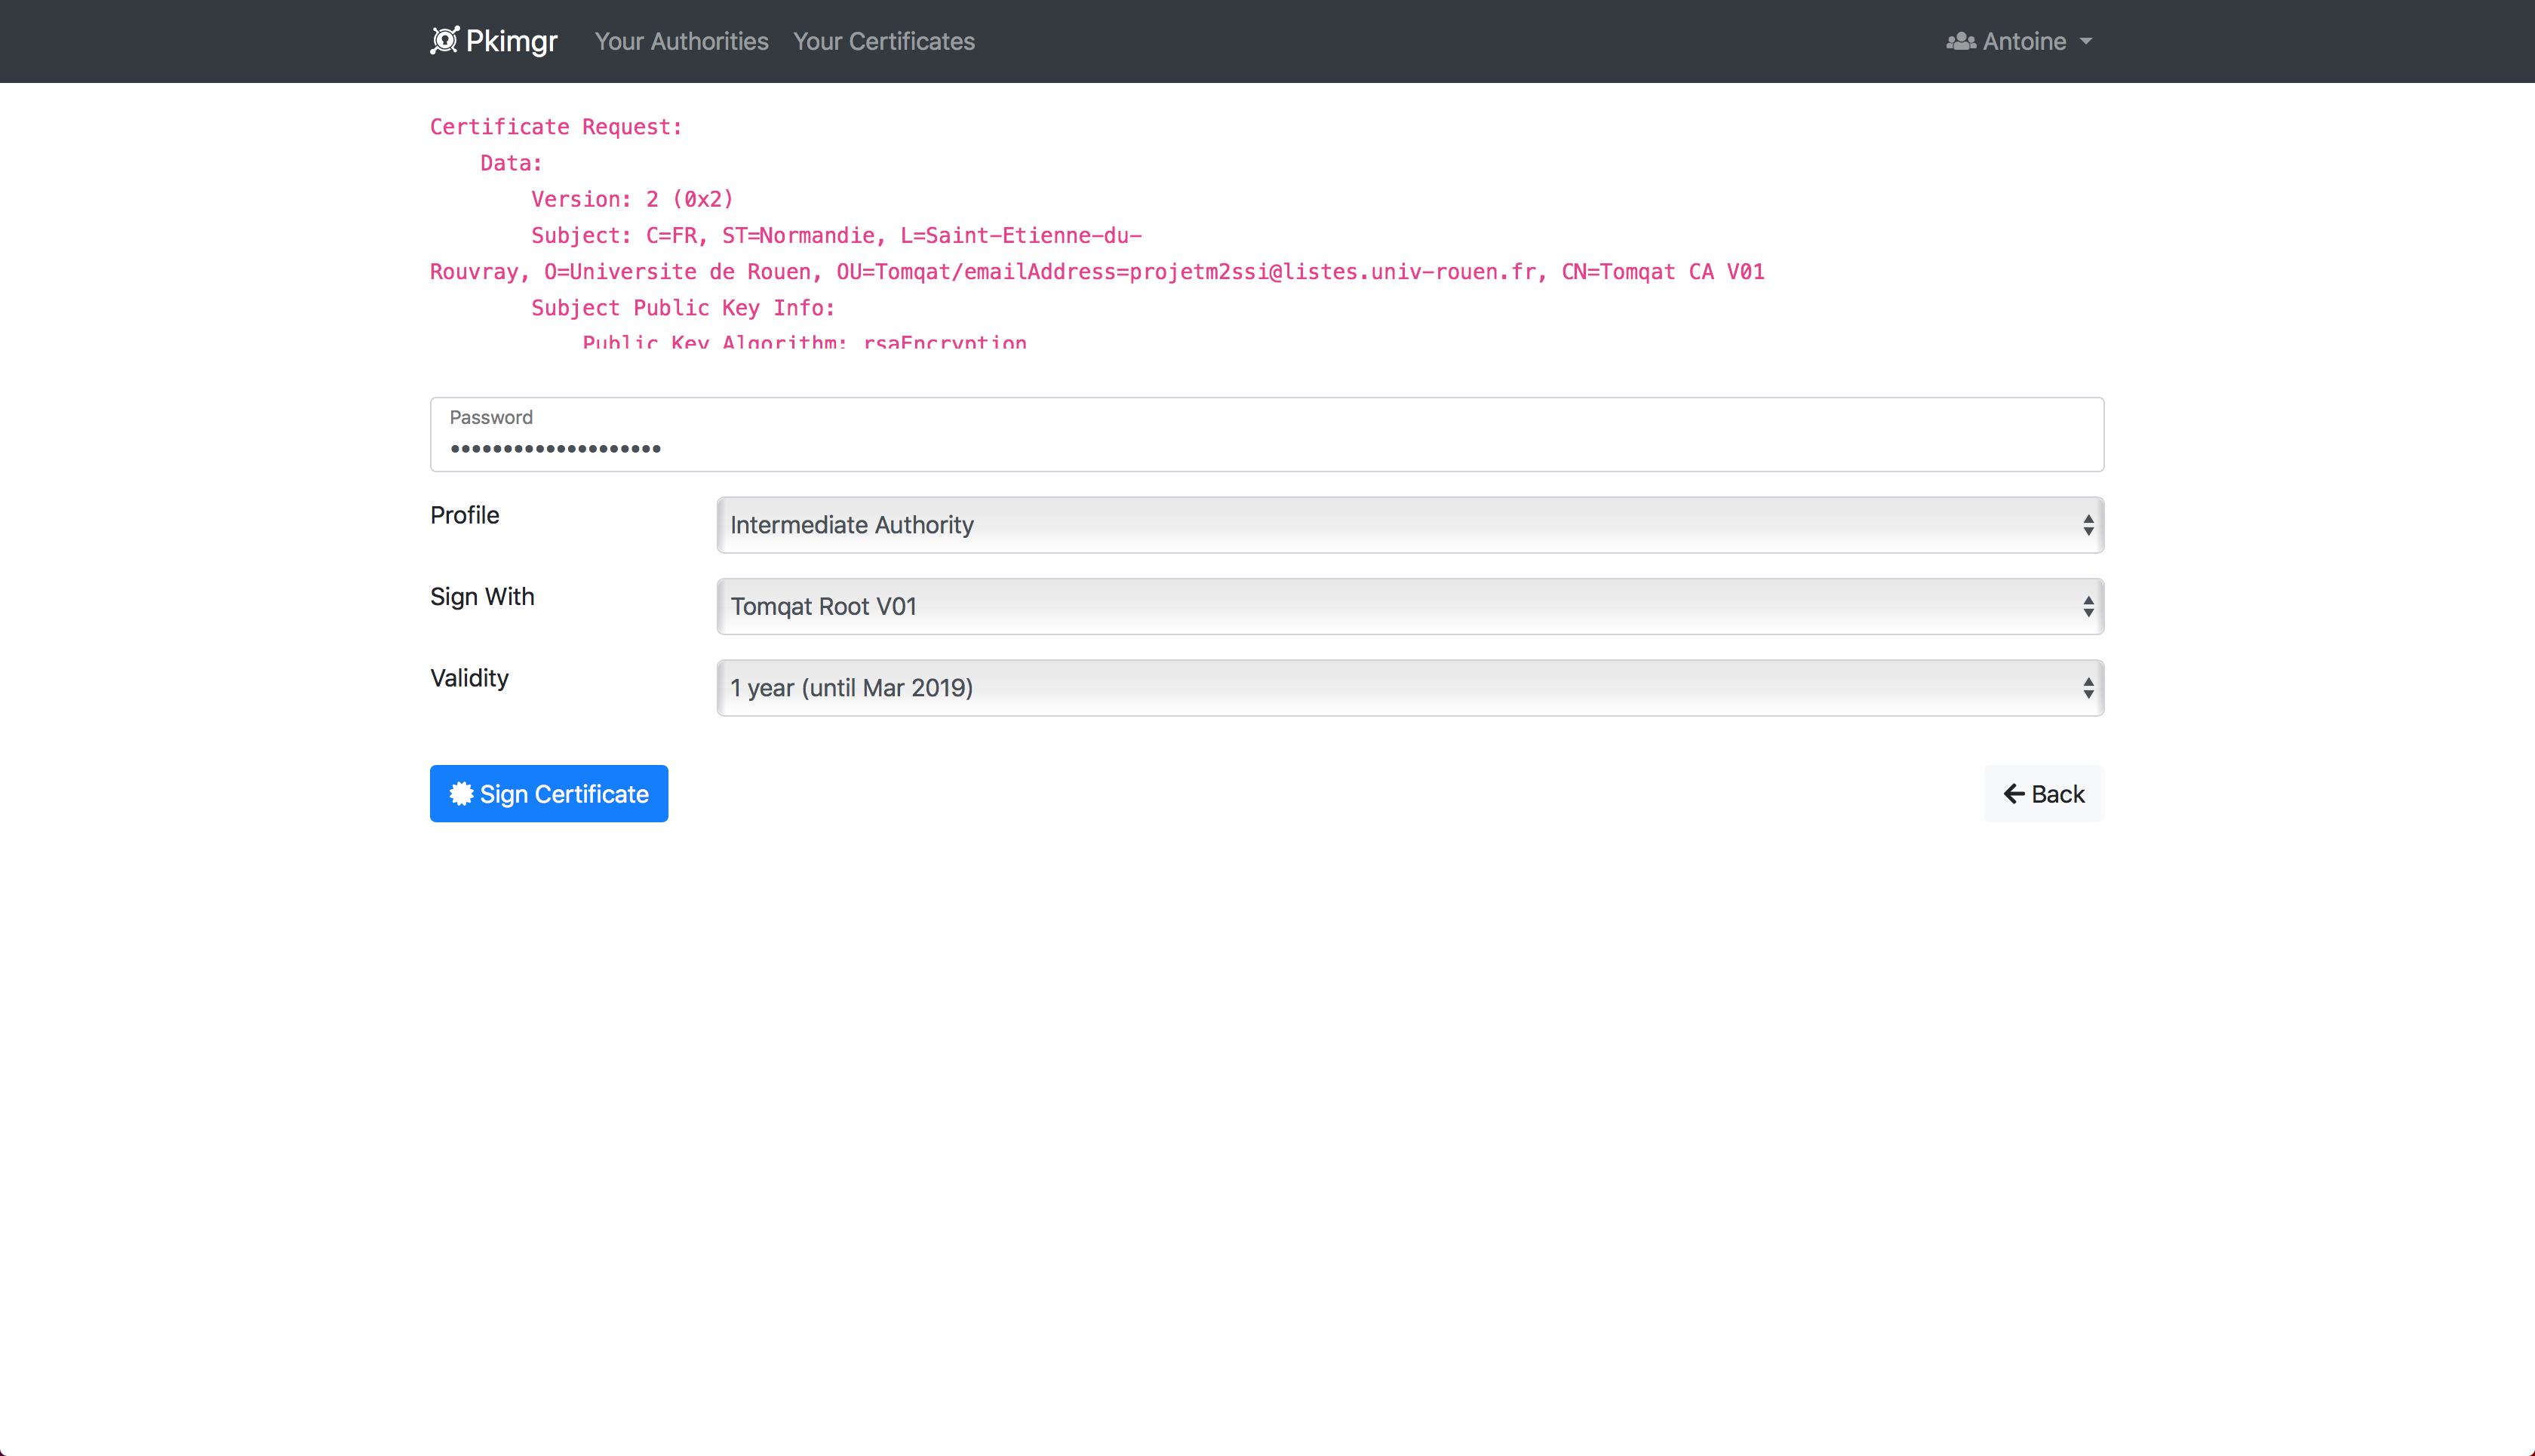 Pkimgr Your Authorities Your Certificates Antoine
Certificate Request:
Data:
Version: 2 (0x2)
Subject: C=FR, ST=Normandie, L=Saint-Etienne-du-
Rouvray, O=Universite de Rouen, OU=Tomqat/emailAddress=projetm2ssi@listes.univ-rouen.fr, CN=Tomqat CA V01
Subject Public Key Info:
Public Key Algorithm: rsaEncryption
Password
••••••••••••••••••••
Profile Intermediate Authority
Sign With Tomqat Root V01
Validity 1 year (until Mar 2019)
Sign Certificate Back